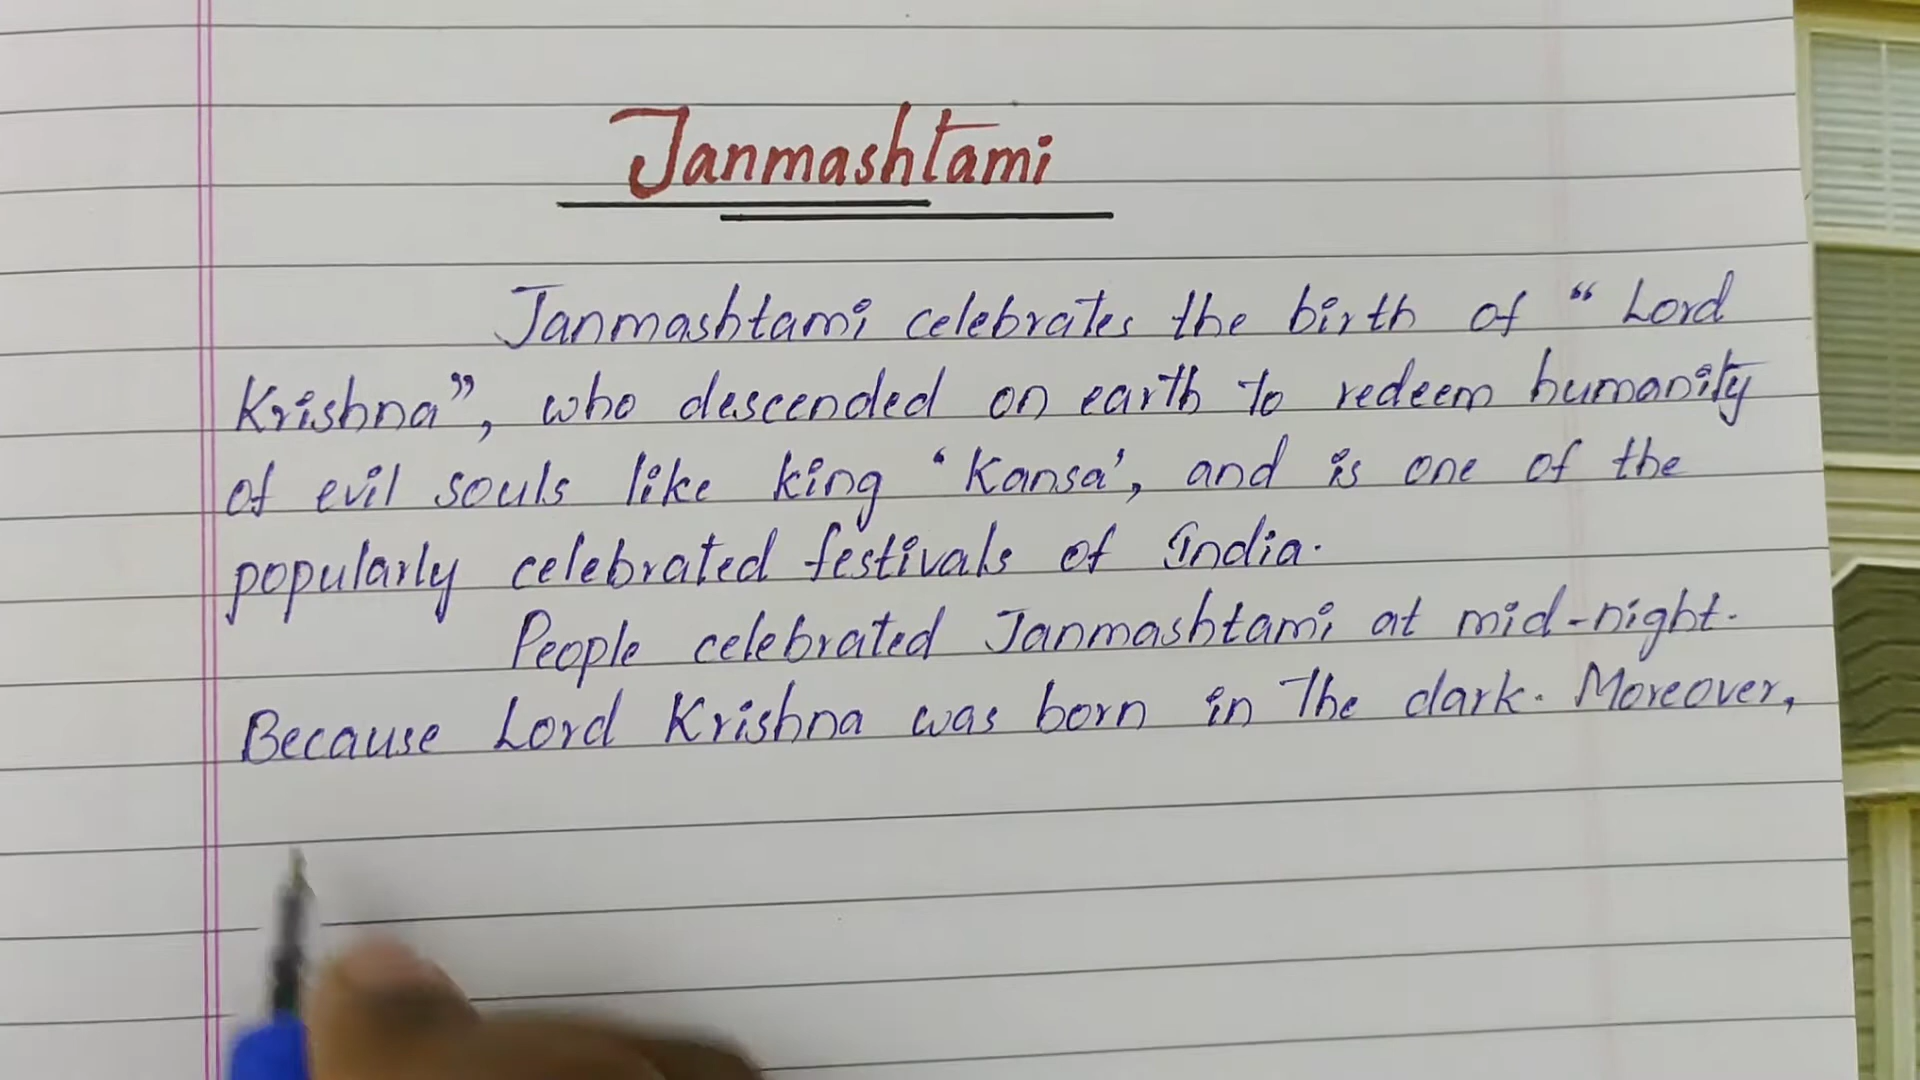 Janmashtami
Janmashtami celebrates the birth of “ Lord
Krishna”, who descended on earth to redeem humanity
of evil souls like king ‘Kansa’, and is one of the
popularly celebrated festivals of India.
People celebrated Janmashtami at mid-night.
Because Lord Krishna was born in The dark. Moreover,